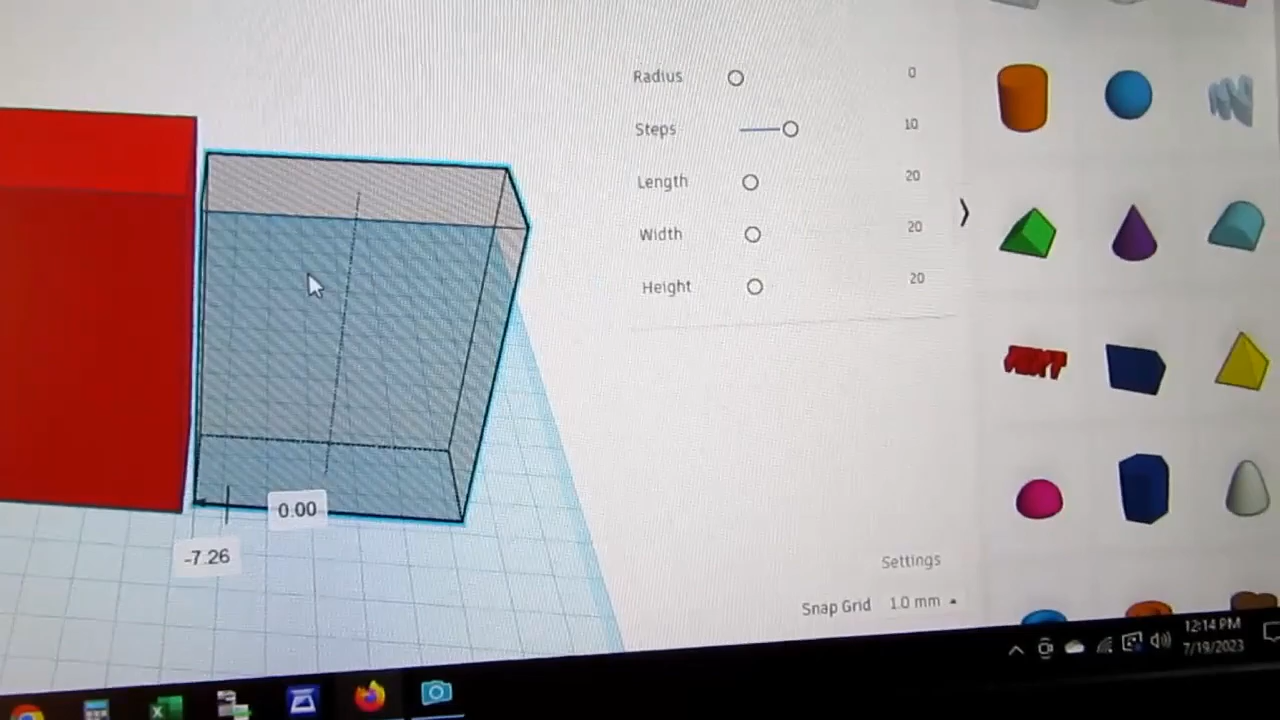 Radius 0
Steps 10
Length 20
Width 20
Height 20
0.00
-7.26
Settings
Snap Grid 1.0 mm
12:14 PM
7/19/2023